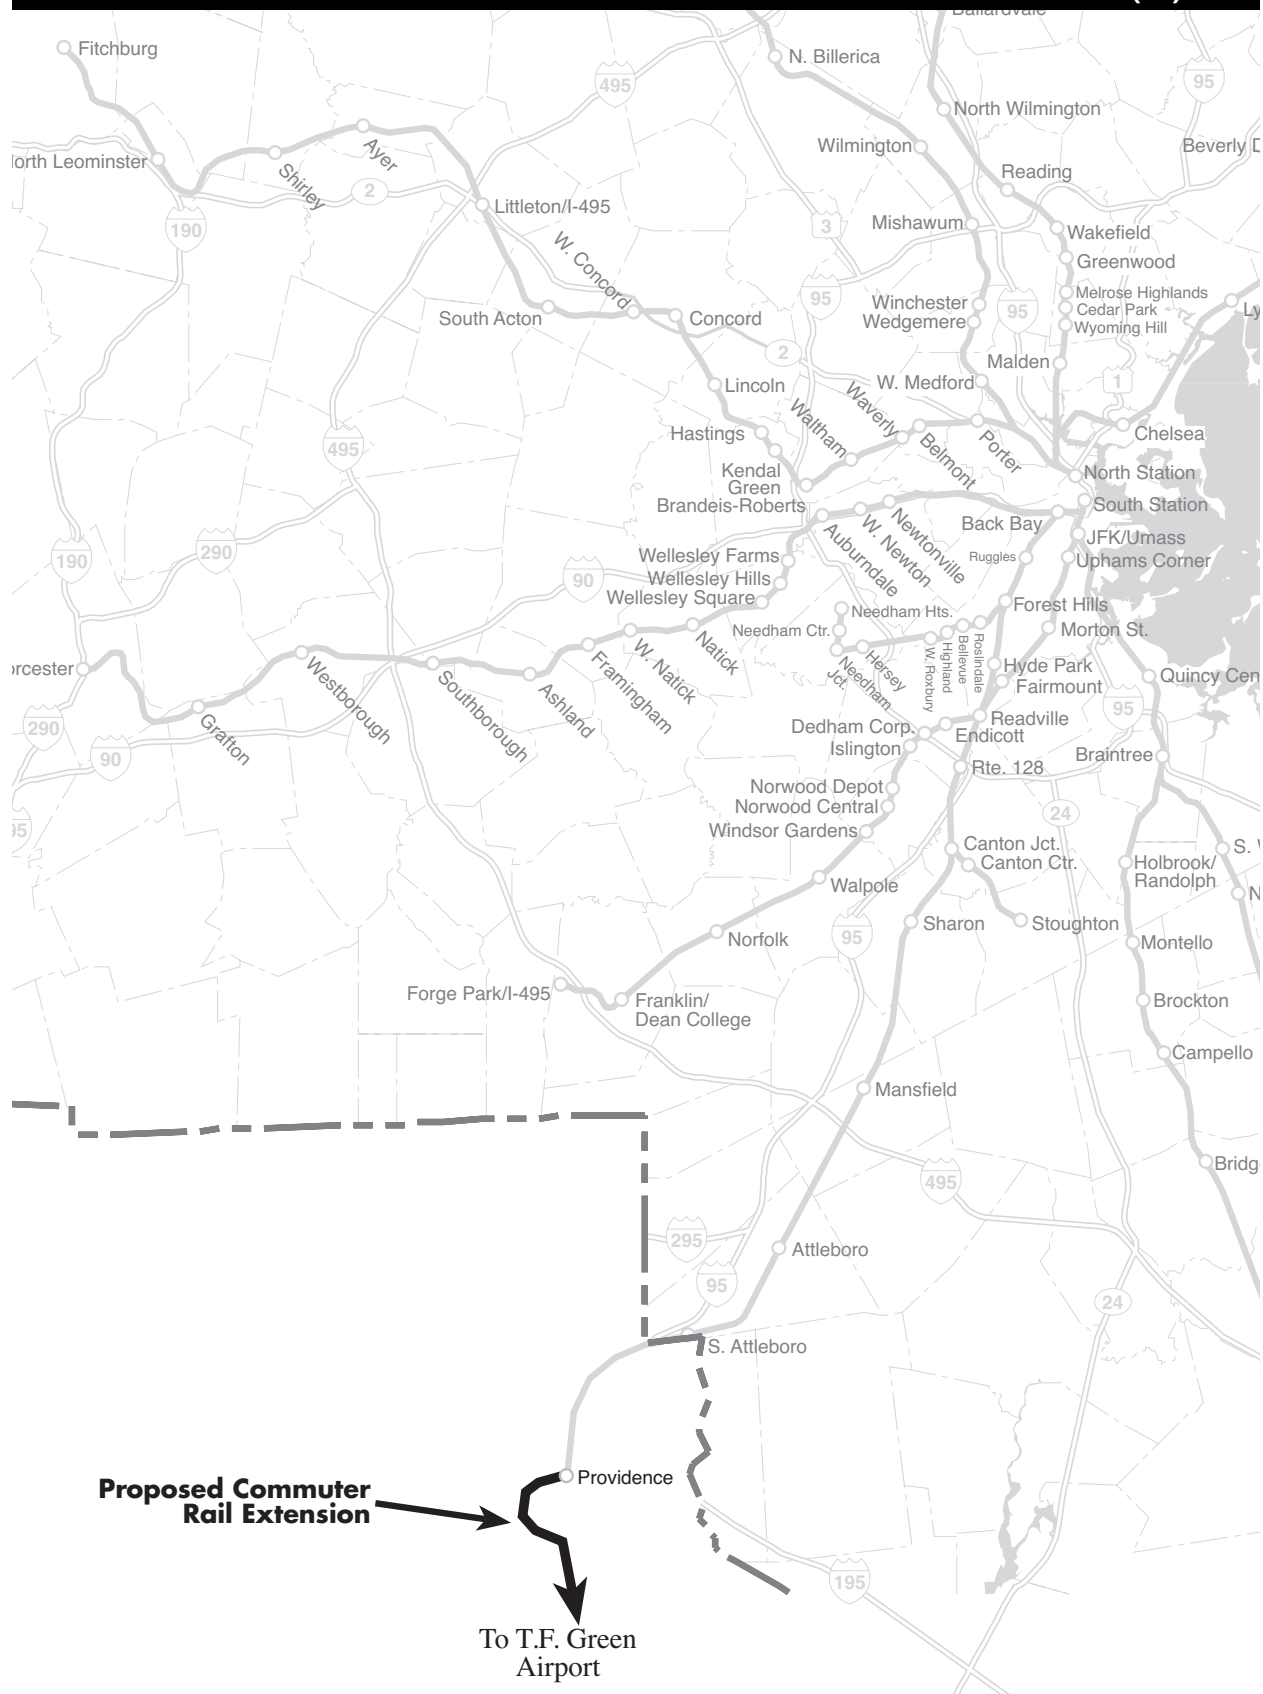 Fitchburg
495
N. Billerica
95
North Wilmington
Wilmington
Beverly
Ayer
orth Leominster
Shirley
2
Reading
Littleton/I-495
190
3
Mishawum
Wakefield
W. Concord
Greenwood
95
Winchester
95
Melrose Highlands
Cedar Park
South Acton
Concord
Wedgemere
Wyoming Hill
Ly
2
Malden
Lincoln
W. Medford
1
Waverly
Waltham
Hastings
Belmont
Porter
Chelsea
495
Kendal
Green
North Station
Brandeis-Roberts
South Station
Back Bay
290
190
Auburndale
W. Newton
Newtonville
JFK/Umass
Wellesley Farms
Ruggles
Uphams Corner
90
Wellesley Hills
Wellesley Square
Needham Hts.
Forest Hills
Needham Ctr.
Morton St.
orcester
Westborough
Southborough
Ashland
Framingham
W. Natick
Natick
Needham
Jct.
Hersey
W. Roxbury
Highland
Bellevue
Roslindale
Hyde Park
Fairmount
Quincy Cen
Grafton
290
90
95
Dedham Corp.
Readville
Islington
Endicott
Braintree
Rte. 128
Norwood Depot
Norwood Central
24
95
Windsor Gardens
Canton Jct.
Canton Ctr.
S.
Holbrook/
Randolph
Walpole
N
Sharon
Stoughton
Norfolk
95
Montello
Forge Park/I-495
Franklin/
Dean College
Brockton
Campello
Mansfield
Bridg
495
295
Attleboro
95
24
S. Attleboro
Providence
Proposed Commuter
Rail Extension
195
To T.F. Green
Airport